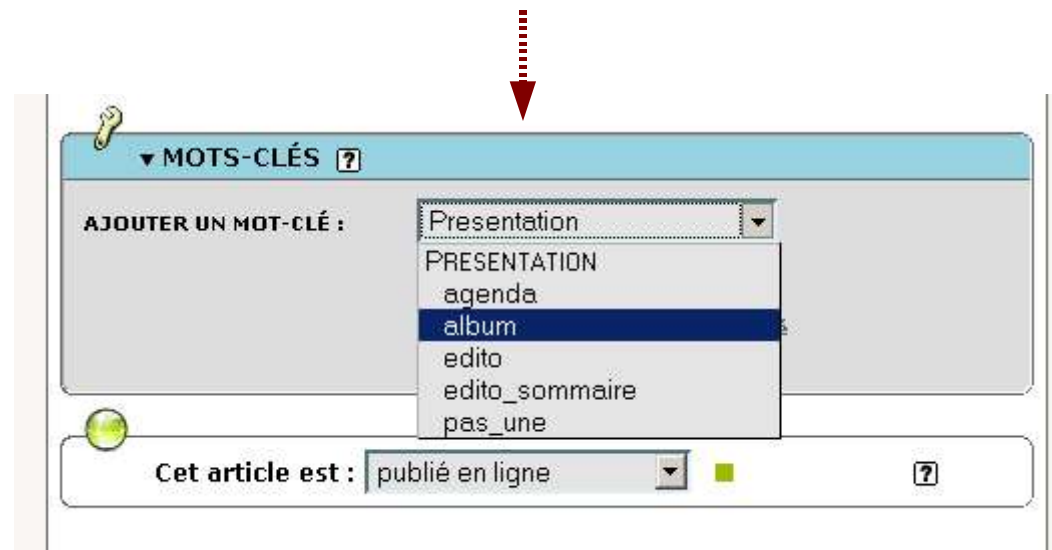 ▼ MOTS-CLÉS ?
AJOUTER UN MOT-CLÉ : Presentation
PRESENTATION
agenda
album
edito
edito_sommaire
pas_une
Cet article est : publié en ligne ?